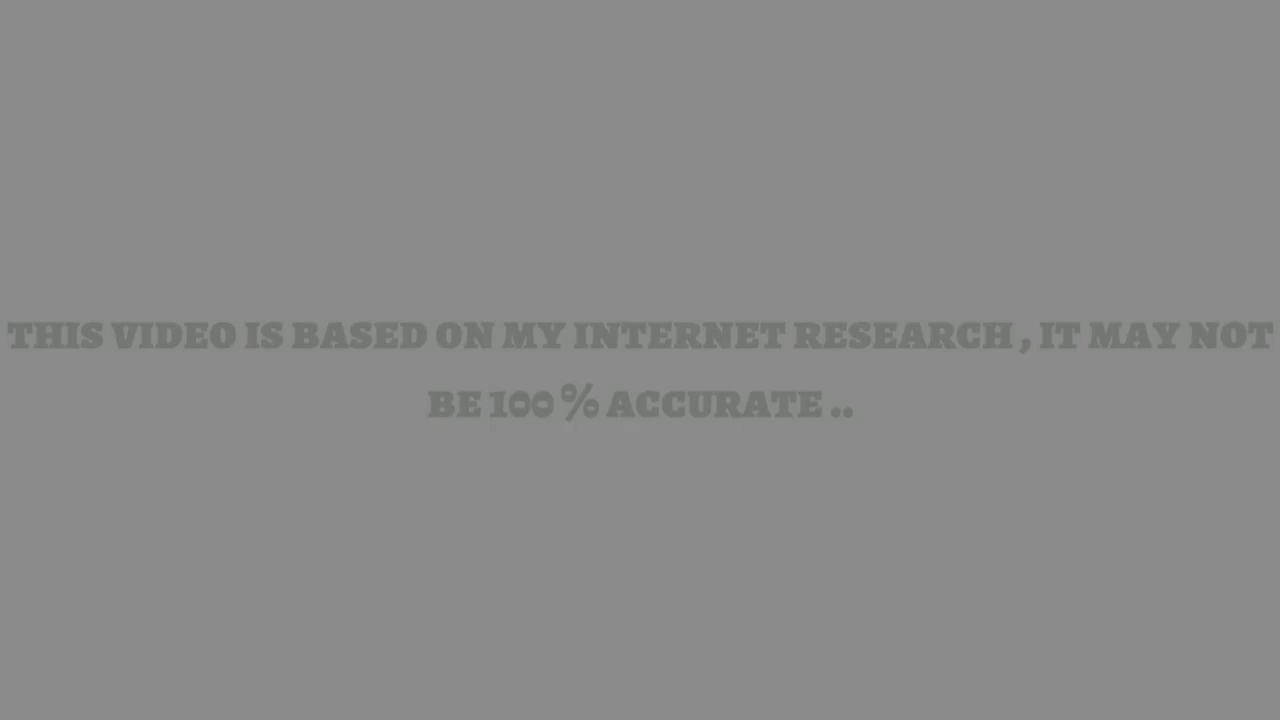 THIS VIDEO IS BASED ON MY INTERNET RESEARCH , IT MAY NOT
BE 100 % ACCURATE ..